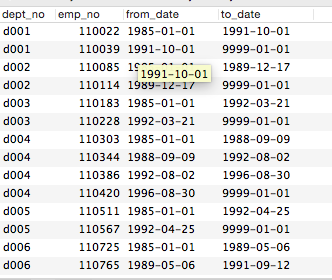 dept_no emp_no from_date to_date
d001 110022 1985-01-01 1991-10-01
d001 110039 1991-10-01 9999-01-01
d002 110085 1985-01-01 1989-12-17
1991-10-01
d002 110114 1989-12-17 9999-01-01
d003 110183 1985-01-01 1992-03-21
d003 110228 1992-03-21 9999-01-01
d004 110303 1985-01-01 1988-09-09
d004 110344 1988-09-09 1992-08-02
d004 110386 1992-08-02 1996-08-30
d004 110420 1996-08-30 9999-01-01
d005 110511 1985-01-01 1992-04-25
d005 110567 1992-04-25 9999-01-01
d006 110725 1985-01-01 1989-05-06
d006 110765 1989-05-06 1991-09-12